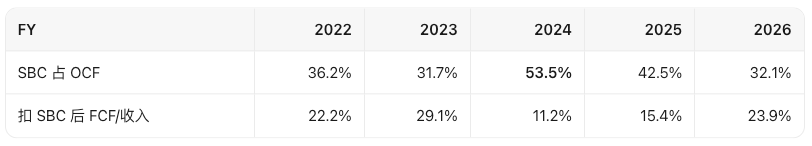 FY 2022 2023 2024 2025 2026
SBC 占 OCF 36.2% 31.7% 53.5% 42.5% 32.1%
扣 SBC 后 FCF/收入 22.2% 29.1% 11.2% 15.4% 23.9%